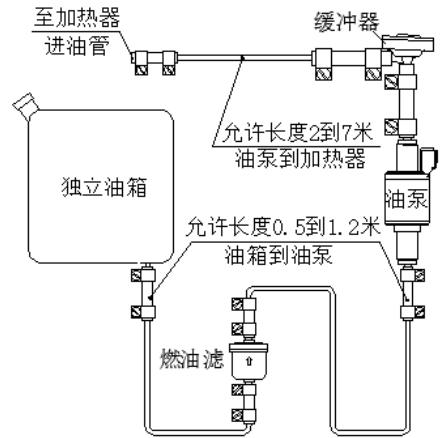 至加热器
进油管
缓冲器
允许长度2到7米
油泵到加热器
独立油箱
油泵
允许长度0.5到1.2米
油箱到油泵
燃油滤